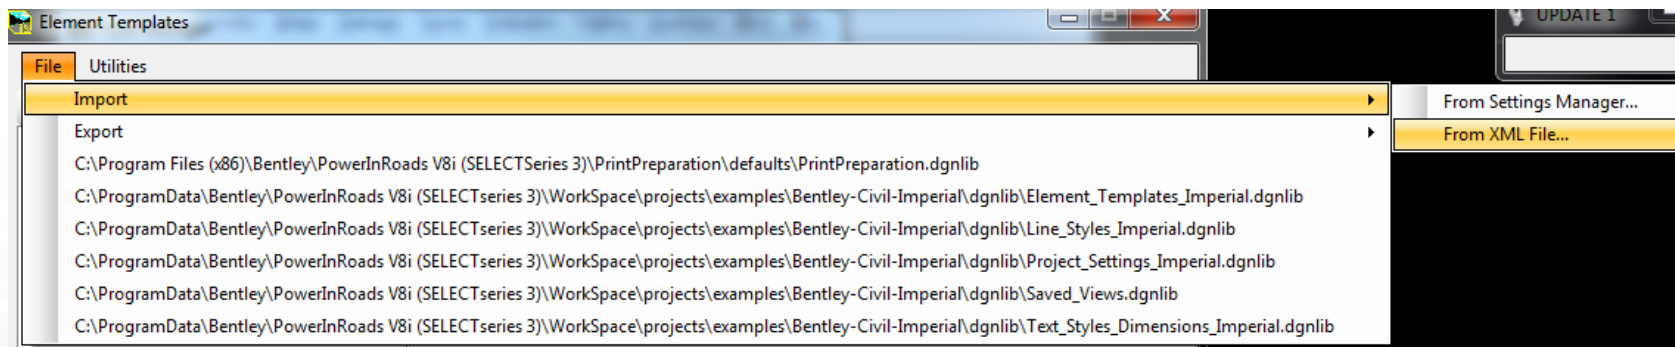 Element Templates
UPDATE 1
File Utilities
Import
From Settings Manager...
Export
From XML File...
C:\Program Files (x86)\Bentley\PowerInRoads V8i (SELECTSeries 3)\PrintPreparation\defaults\PrintPreparation.dgnlib
C:\ProgramData\Bentley\PowerInRoads V8i (SELECTseries 3)\WorkSpace\projects\examples\Bentley-Civil-Imperial\dgnlib\Element_Templates_Imperial.dgnlib
C:\ProgramData\Bentley\PowerInRoads V8i (SELECTseries 3)\WorkSpace\projects\examples\Bentley-Civil-Imperial\dgnlib\Line_Styles_Imperial.dgnlib
C:\ProgramData\Bentley\PowerInRoads V8i (SELECTseries 3)\WorkSpace\projects\examples\Bentley-Civil-Imperial\dgnlib\Project_Settings_Imperial.dgnlib
C:\ProgramData\Bentley\PowerInRoads V8i (SELECTseries 3)\WorkSpace\projects\examples\Bentley-Civil-Imperial\dgnlib\Saved_Views.dgnlib
C:\ProgramData\Bentley\PowerInRoads V8i (SELECTseries 3)\WorkSpace\projects\examples\Bentley-Civil-Imperial\dgnlib\Text_Styles_Dimensions_Imperial.dgnlib